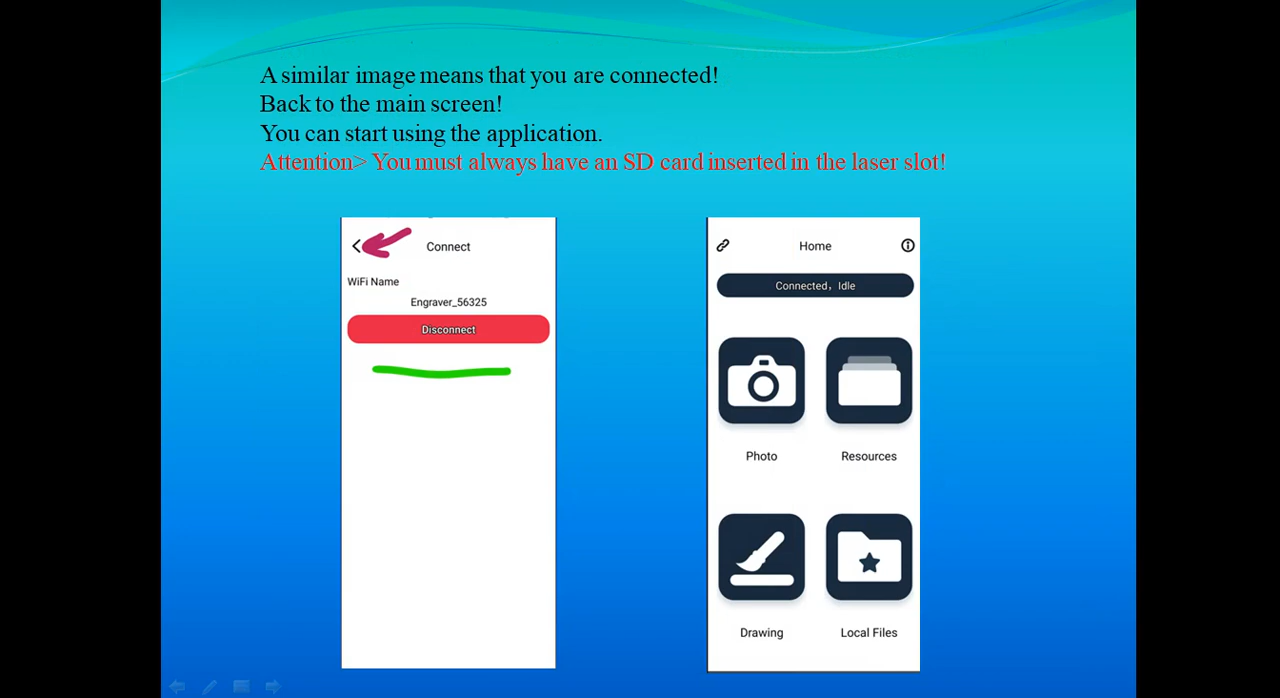 A similar image means that you are connected!
Back to the main screen!
You can start using the application.
Attention> You must always have an SD card inserted in the laser slot!
Connect
WiFi Name
Engraver_56325
Disconnect
Home
Connected，Idle
Photo
Resources
Drawing
Local Files